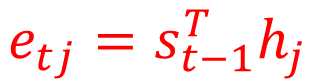 $e_{tj} = s_{t-1}^{T} h_j$